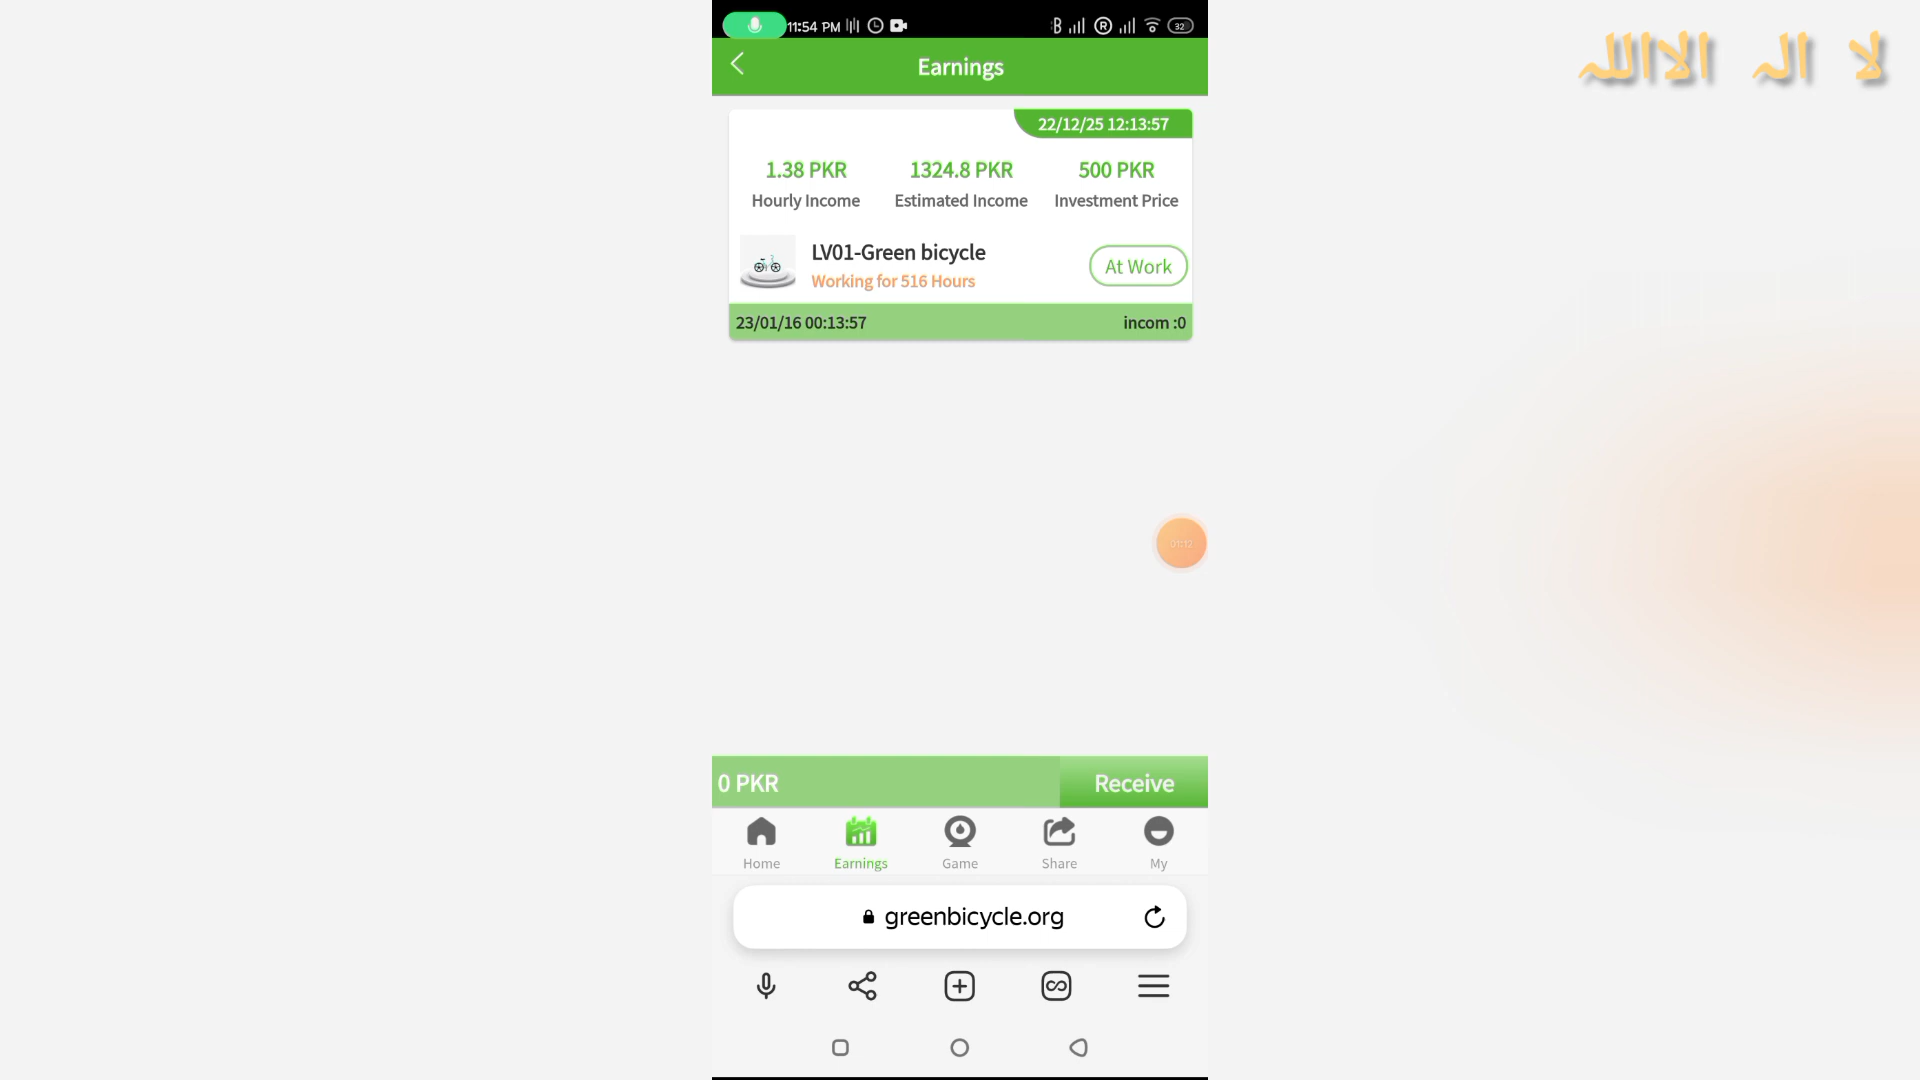 11:54 PM
32
لا الہ الااللہ
Earnings
22/12/25 12:13:57
1.38 PKR 1324.8 PKR 500 PKR
Hourly Income Estimated Income Investment Price
LV01-Green bicycle
Working for 516 Hours
At Work
23/01/16 00:13:57 incom :0
0 PKR Receive
Home Earnings Game Share My
greenbicycle.org